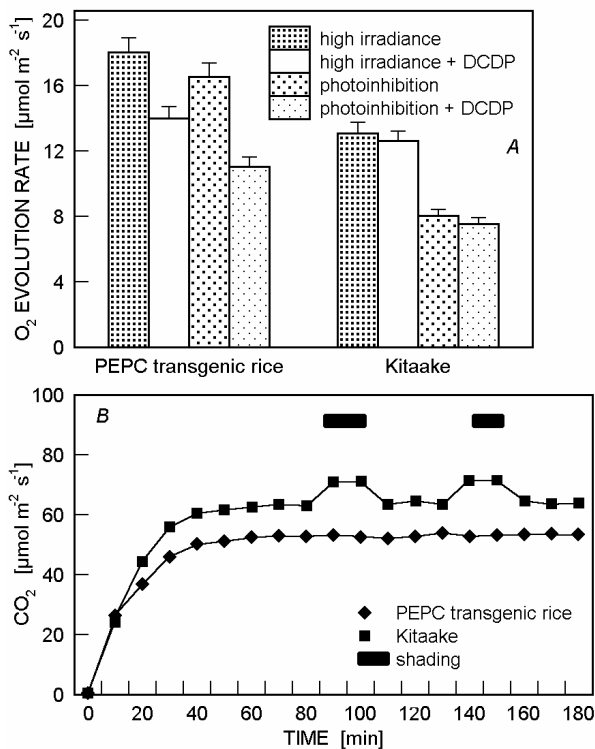 O₂ EVOLUTION RATE [µmol m⁻² s⁻¹]
20
16
12
8
4
0
high irradiance
high irradiance + DCDP
photoinhibition
photoinhibition + DCDP
A
PEPC transgenic rice
Kitaake
CO₂ [µmol m⁻² s⁻¹]
100
80
60
40
20
0
B
PEPC transgenic rice
Kitaake
shading
0 20 40 60 80 100 120 140 160 180
TIME [min]